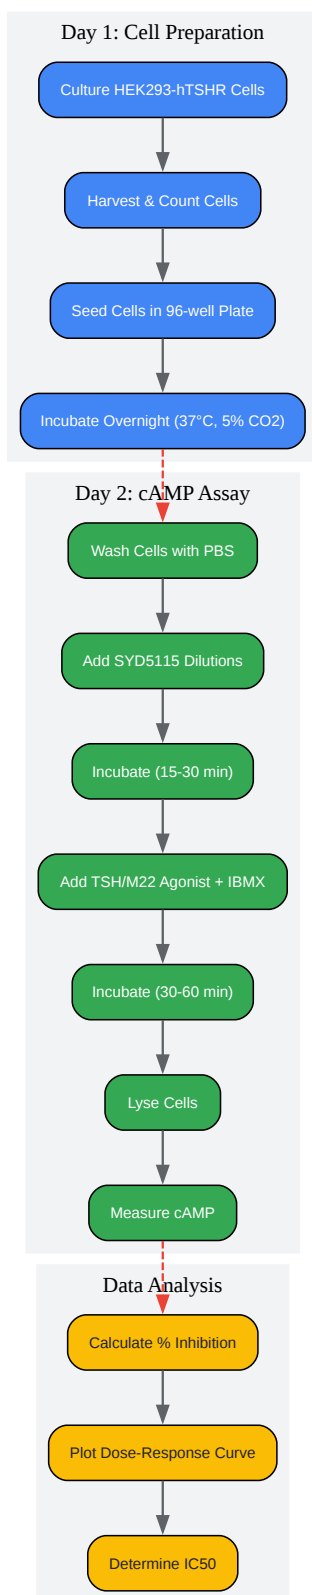 Day 1: Cell Preparation
Culture HEK293-hTSHR Cells
Harvest & Count Cells
Seed Cells in 96-well Plate
Incubate Overnight (37°C, 5% CO2)
Day 2: cAMP Assay
Wash Cells with PBS
Add SYD5115 Dilutions
Incubate (15-30 min)
Add TSH/M22 Agonist + IBMX
Incubate (30-60 min)
Lyse Cells
Measure cAMP
Data Analysis
Calculate % Inhibition
Plot Dose-Response Curve
Determine IC50